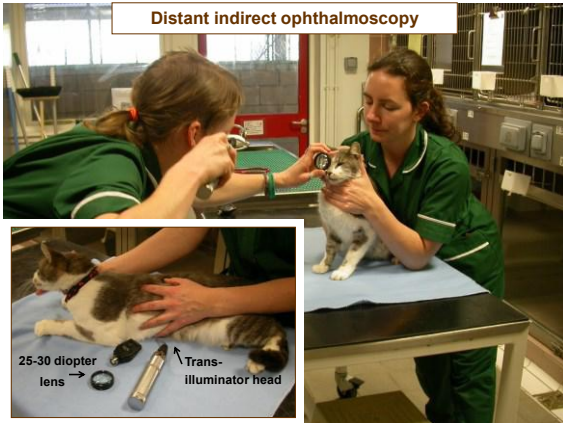 Distant indirect ophthalmoscopy
25-30 diopter
lens
Trans-
illuminator head